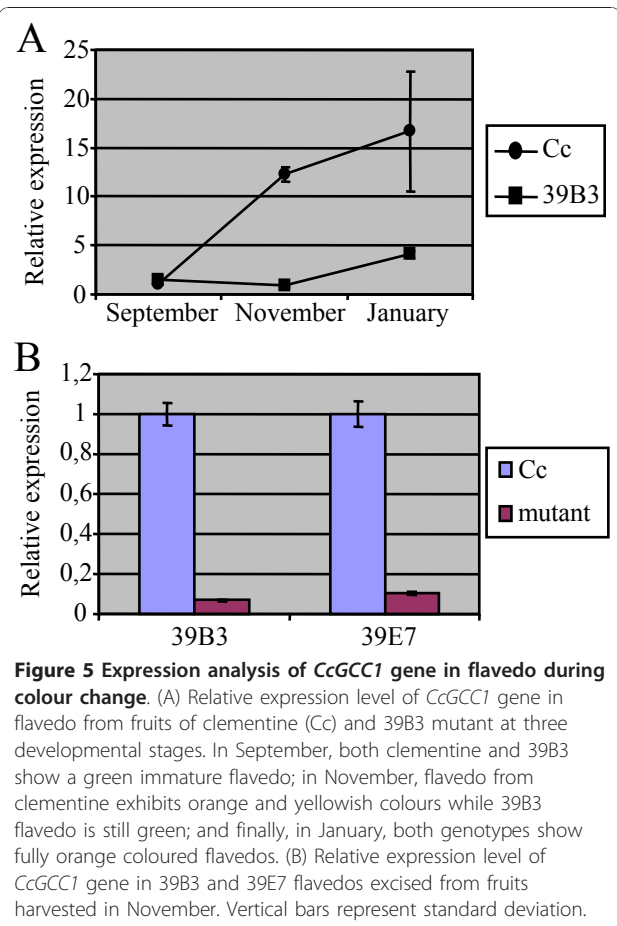 A
Relative expression
25
20
15
10
5
0
September November January
Cc
39B3
B
Relative expression
1,2
1
0,8
0,6
0,4
0,2
0
39B3 39E7
Cc
mutant
Figure 5 Expression analysis of CcGCC1 gene in flavedo during
colour change. (A) Relative expression level of CcGCC1 gene in
flavedo from fruits of clementine (Cc) and 39B3 mutant at three
developmental stages. In September, both clementine and 39B3
show a green immature flavedo; in November, flavedo from
clementine exhibits orange and yellowish colours while 39B3
flavedo is still green; and finally, in January, both genotypes show
fully orange coloured flavedos. (B) Relative expression level of
CcGCC1 gene in 39B3 and 39E7 flavedos excised from fruits
harvested in November. Vertical bars represent standard deviation.